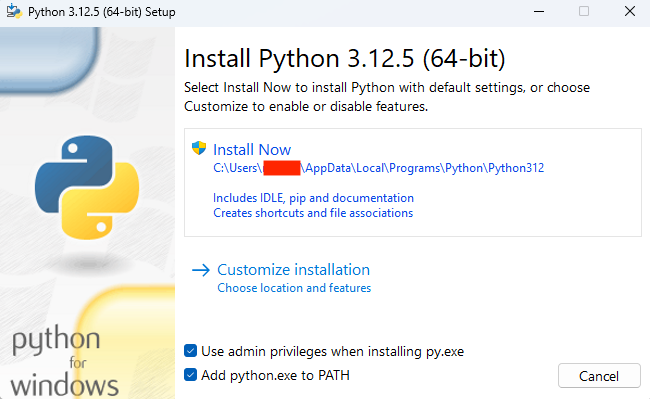 Python 3.12.5 (64-bit) Setup
Install Python 3.12.5 (64-bit)
Select Install Now to install Python with default settings, or choose
Customize to enable or disable features.
Install Now
C:\Users\ \AppData\Local\Programs\Python\Python312
Includes IDLE, pip and documentation
Creates shortcuts and file associations
Customize installation
Choose location and features
python
for
windows
Use admin privileges when installing py.exe
Add python.exe to PATH
Cancel